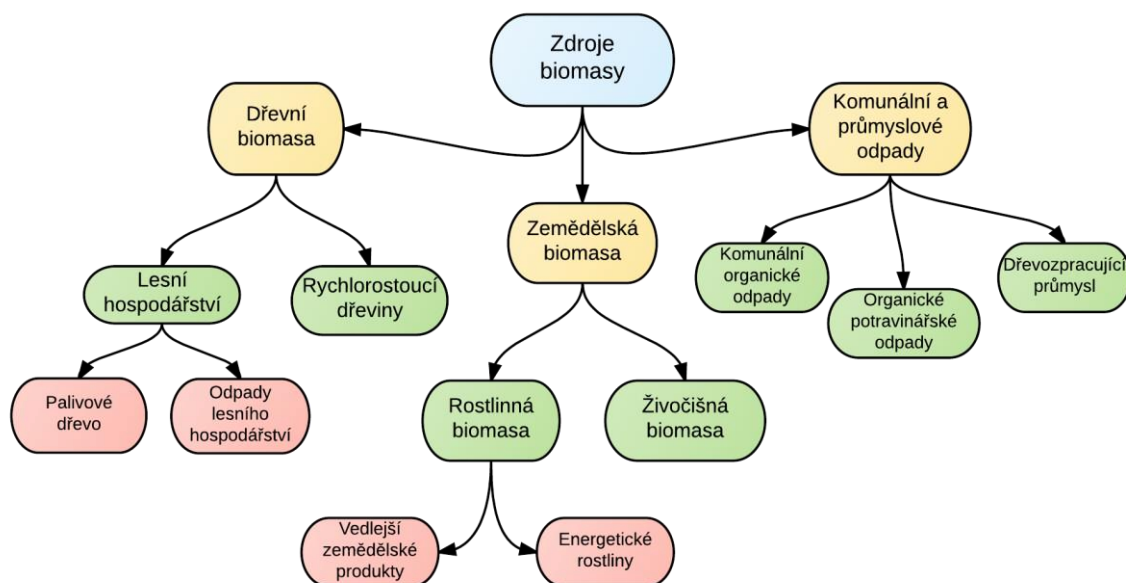 Zdroje
biomasy
Dřevní
biomasa
Komunální a
průmyslové
odpady
Zemědělská
biomasa
Lesní
hospodářství
Rychlorostoucí
dřeviny
Komunální
organické
odpady
Organické
potravinářské
odpady
Dřevozpracující
průmysl
Palivové
dřevo
Odpady
lesního
hospodářství
Rostlinná
biomasa
Živočišná
biomasa
Vedlejší
zemědělské
produkty
Energetické
rostliny